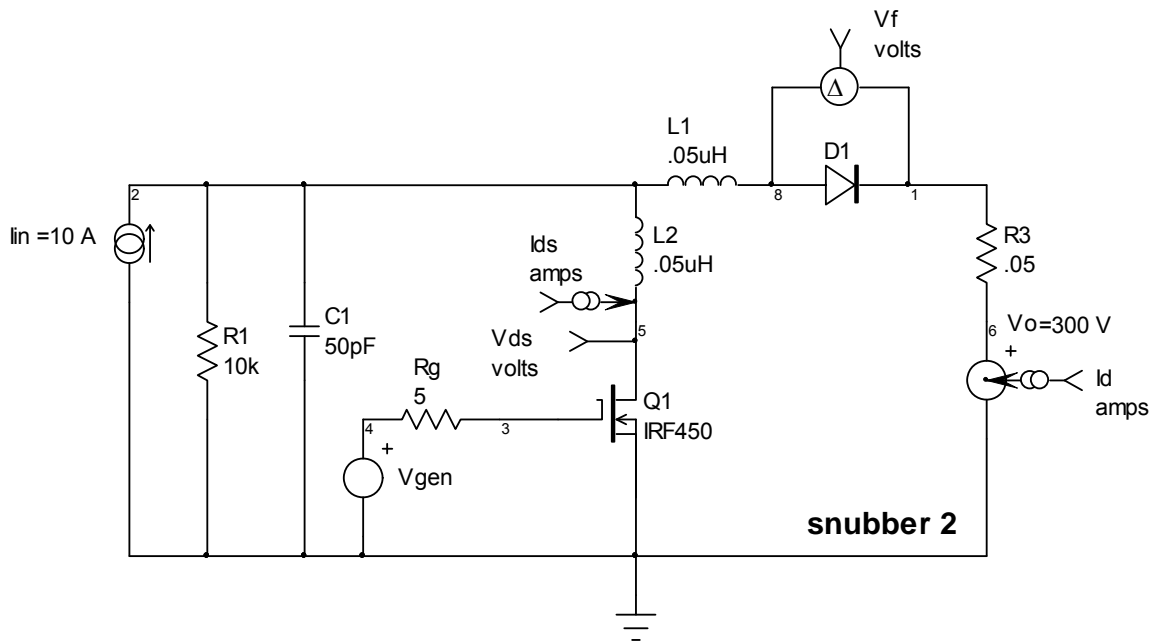 Vf
volts
Δ
L1
.05uH
D1
2
8
1
Iin =10 A
L2
.05uH
R3
.05
Ids
amps
R1
10k
C1
50pF
5
Vds
volts
6
Vo=300 V
+
Id
amps
Rg
5
Q1
IRF450
4
3
+
Vgen
snubber 2